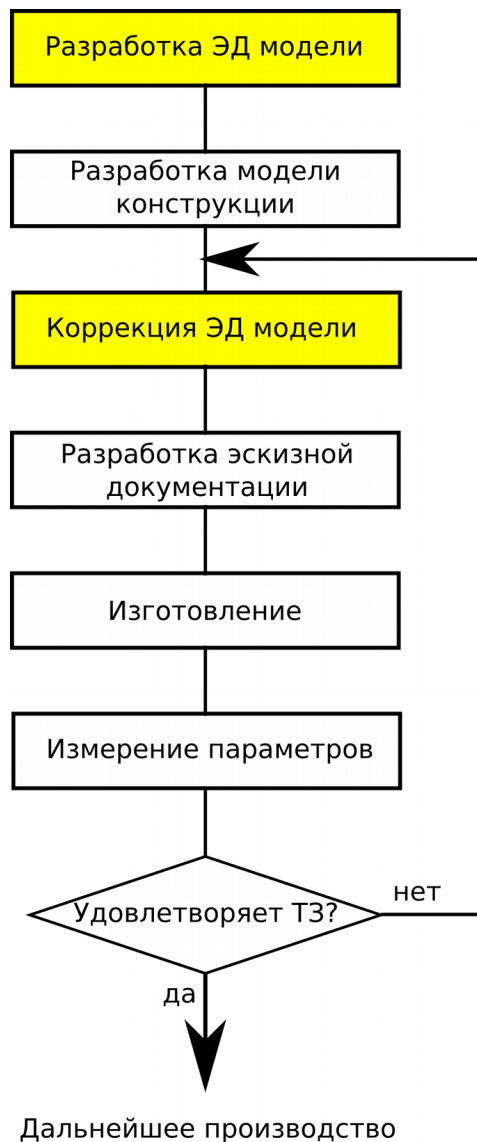 Разработка ЭД модели
Разработка модели
конструкции
Коррекция ЭД модели
Разработка эскизной
документации
Изготовление
Измерение параметров
Удовлетворяет ТЗ?
нет
да
Дальнейшее производство